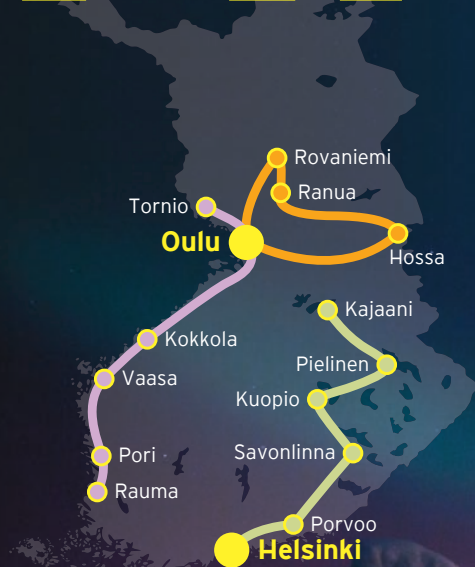 Rovaniemi
Ranua
Tornio
Oulu
Hossa
Kajaani
Kokkola
Pielinen
Vaasa
Kuopio
Pori
Savonlinna
Rauma
Porvoo
Helsinki